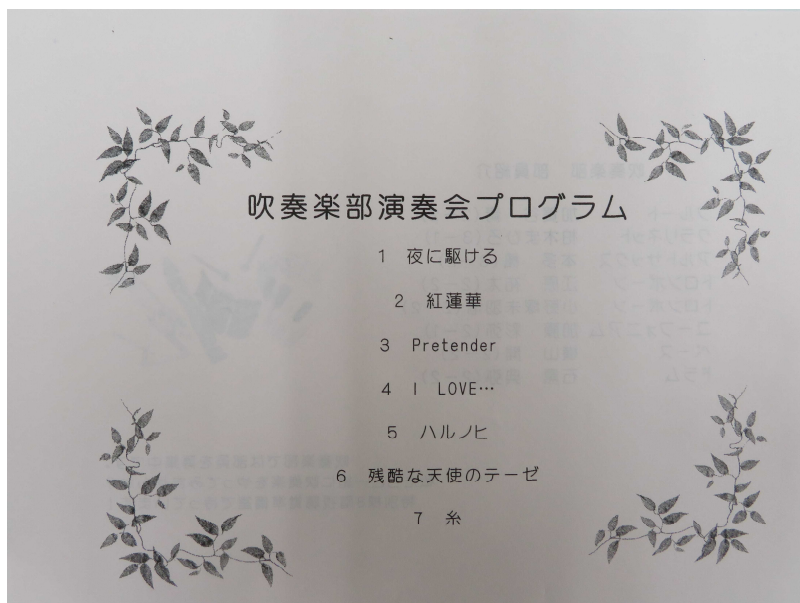 吹奏楽部演奏会プログラム
1 夜に駆ける
2 紅蓮華
3 Pretender
4 I LOVE…
5 ハルノヒ
6 残酷な天使のテーゼ
7 糸